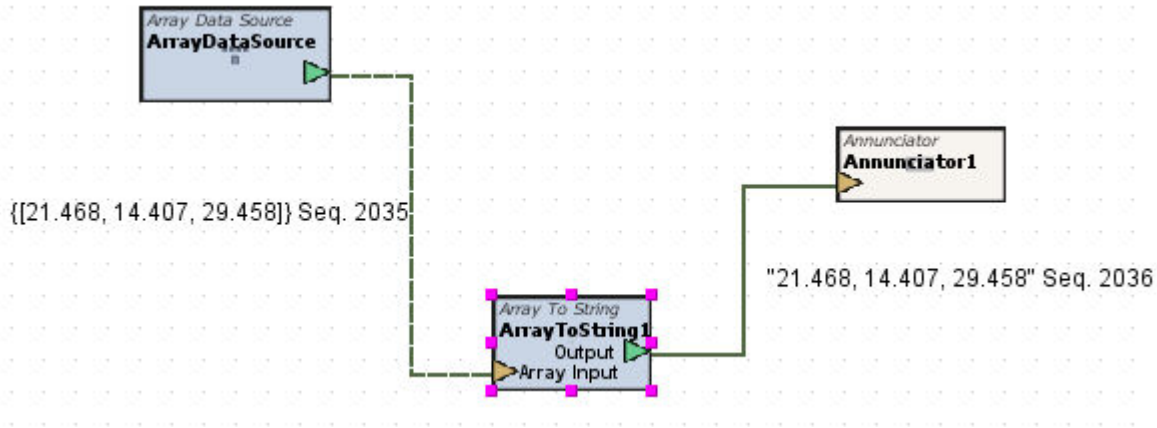 Array Data Source
ArrayDataSource
Annunciator
Annunciator1
{[21.468, 14.407, 29.458]} Seq. 2035
"21.468, 14.407, 29.458" Seq. 2036
Array To String
ArrayToString1
Output
Array Input